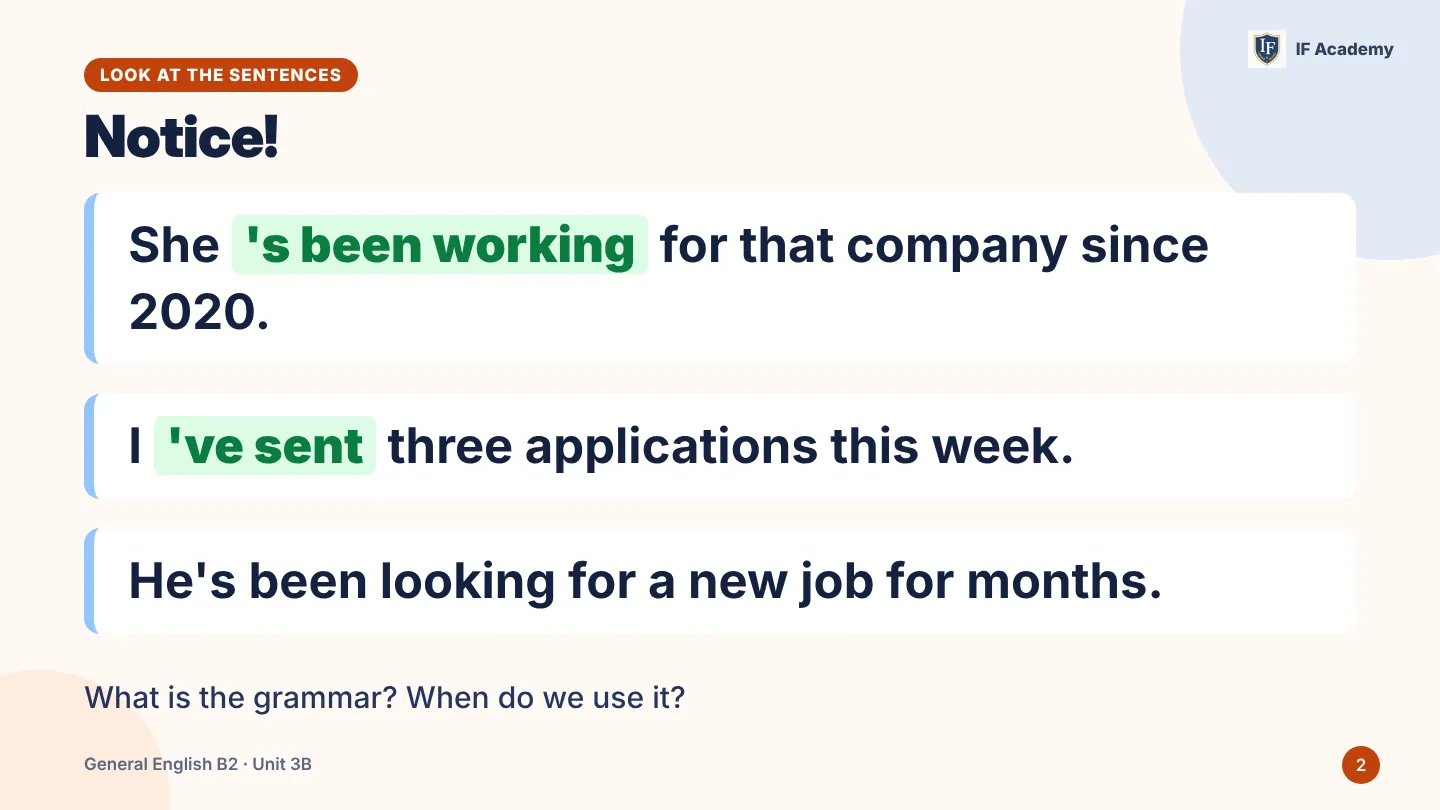 IF
IF Academy
LOOK AT THE SENTENCES
Notice!
She 's been working for that company since
2020.
I 've sent three applications this week.
He's been looking for a new job for months.
What is the grammar? When do we use it?
General English B2 · Unit 3B
2